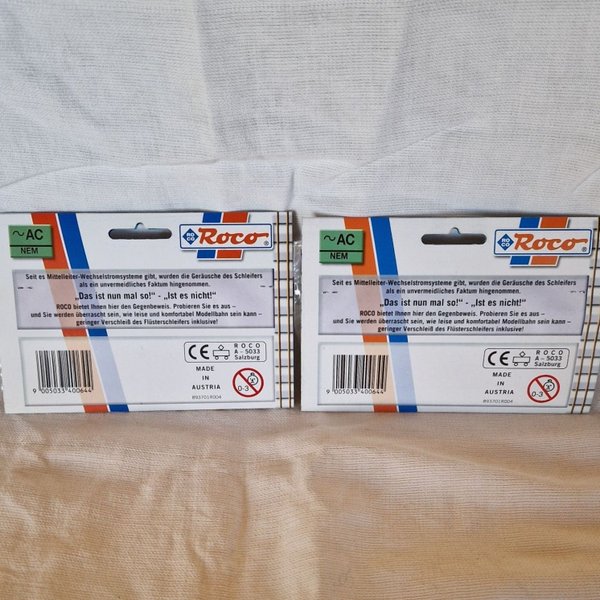 ~AC
NEM
ROCO
Roco®
Seit es Mittelleiter-Wechselstromsysteme gibt, wurden die Geräusche des Schleifers
als ein unvermeidliches Faktum hingenommen.
„Das ist nun mal so!“ - „Ist es nicht!“
ROCO bietet Ihnen hier den Gegenbeweis. Probieren Sie es aus –
und Sie werden überrascht sein, wie leise und komfortabel Modellbahn sein kann –
geringer Verschleiß des Flüsterschleifers inklusive!
9 005033 400644
CE
ROCO
A - 5033
Salzburg
MADE
IN
AUSTRIA
0-3
893701R004
~AC
NEM
ROCO
Roco®
Seit es Mittelleiter-Wechselstromsysteme gibt, wurden die Geräusche des Schleifers
als ein unvermeidliches Faktum hingenommen.
„Das ist nun mal so!“ - „Ist es nicht!“
ROCO bietet Ihnen hier den Gegenbeweis. Probieren Sie es aus –
und Sie werden überrascht sein, wie leise und komfortabel Modellbahn sein kann –
geringer Verschleiß des Flüsterschleifers inklusive!
9 005033 400644
CE
ROCO
A - 5033
Salzburg
MADE
IN
AUSTRIA
0-3
893701R004